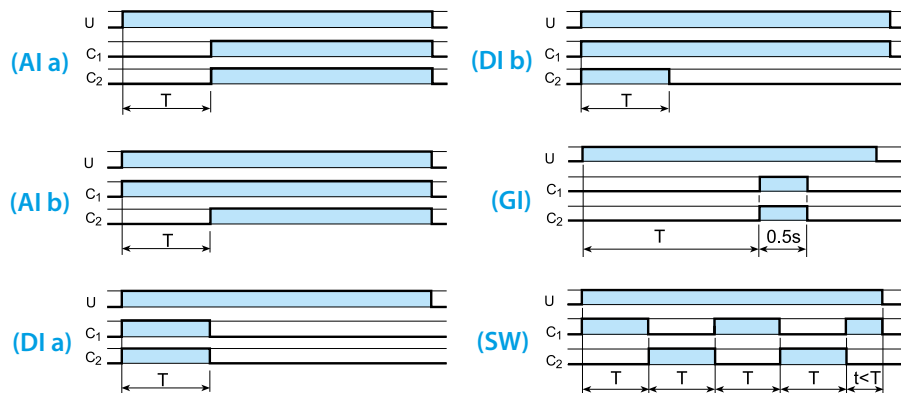 (AI a)
U
C1
C2
T
(AI b)
U
C1
C2
T
(DI a)
U
C1
C2
T
(DI b)
U
C1
C2
T
(GI)
U
C1
C2
T 0.5s
(SW)
U
C1
C2
T T T T t<T